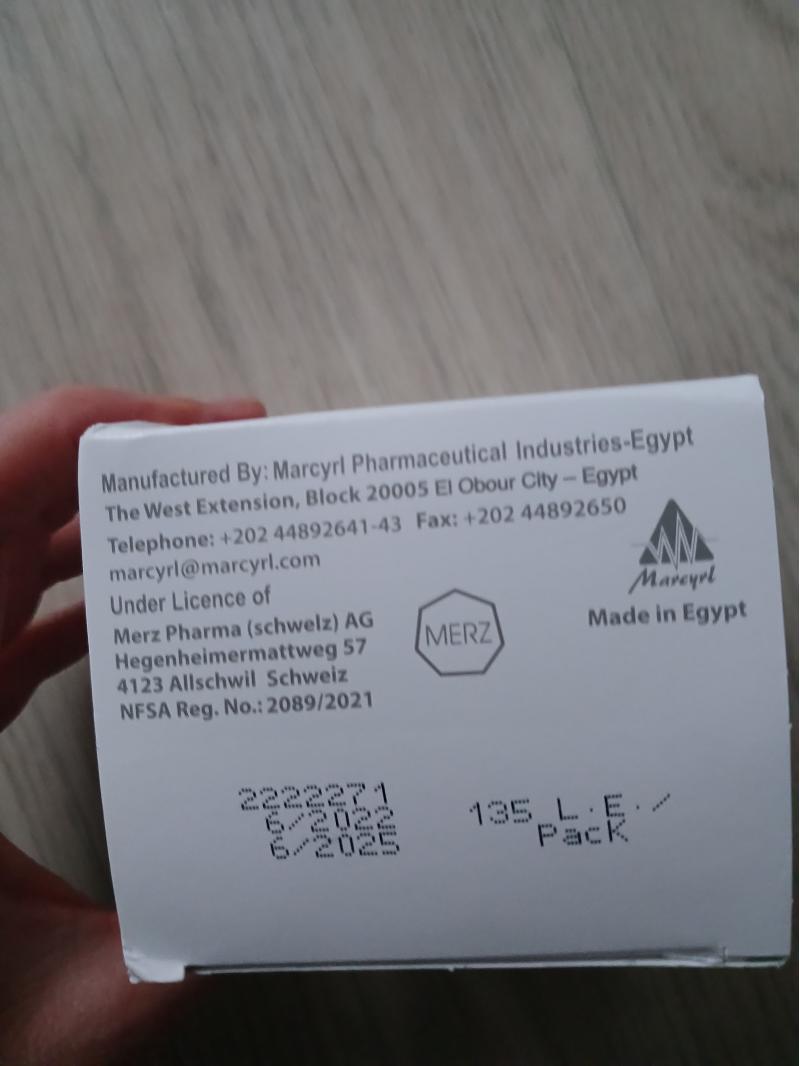 Manufactured By: Marcyrl Pharmaceutical Industries-Egypt
The West Extension, Block 20005 El Obour City – Egypt
Telephone: +202 44892641-43 Fax: +202 44892650
marcyrl@marcyrl.com
Under Licence of
Merz Pharma (schwelz) AG
Hegenheimermattweg 57
4123 Allschwil Schweiz
NFSA Reg. No.: 2089/2021
MERZ
Marcyrl
Made in Egypt
2222271
6/2022
6/2025
135 L.E./
Pack